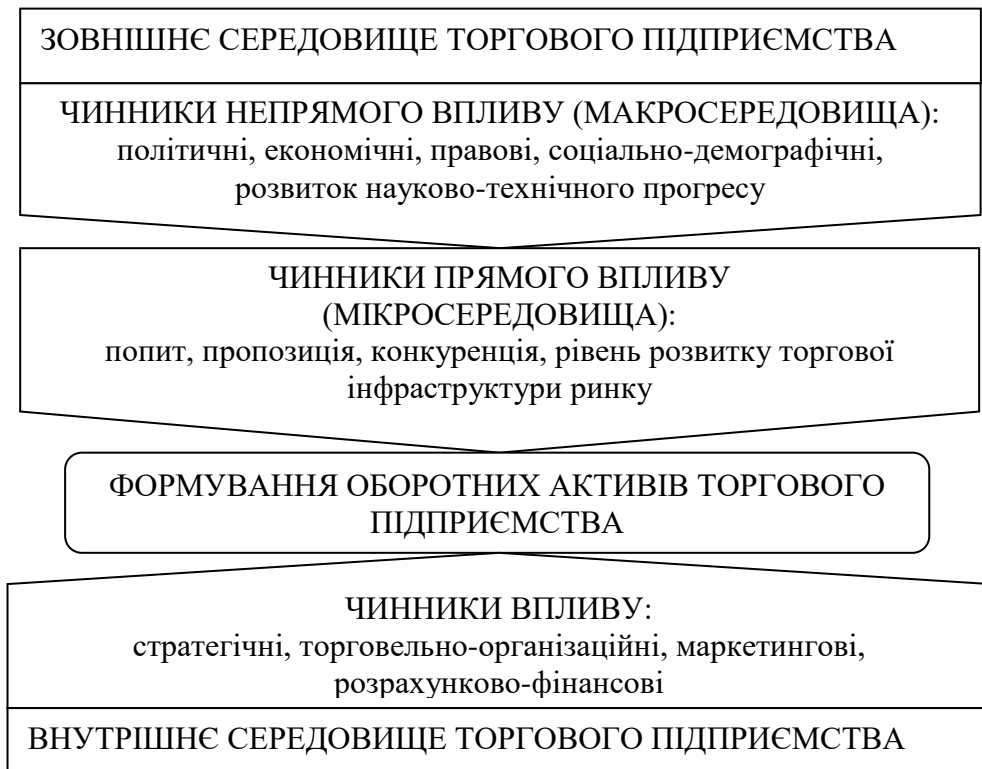 ЗОВНІШНЄ СЕРЕДОВИЩЕ ТОРГОВОГО ПІДПРИЄМСТВА
ЧИННИКИ НЕПРЯМОГО ВПЛИВУ (МАКРОСЕРЕДОВИЩА):
політичні, економічні, правові, соціально-демографічні,
розвиток науково-технічного прогресу
ЧИННИКИ ПРЯМОГО ВПЛИВУ
(МІКРОСЕРЕДОВИЩА):
попит, пропозиція, конкуренція, рівень розвитку торгової
інфраструктури ринку
ФОРМУВАННЯ ОБОРОТНИХ АКТИВІВ ТОРГОВОГО
ПІДПРИЄМСТВА
ЧИННИКИ ВПЛИВУ:
стратегічні, торговельно-організаційні, маркетингові,
розрахунково-фінансові
ВНУТРІШНЄ СЕРЕДОВИЩЕ ТОРГОВОГО ПІДПРИЄМСТВА